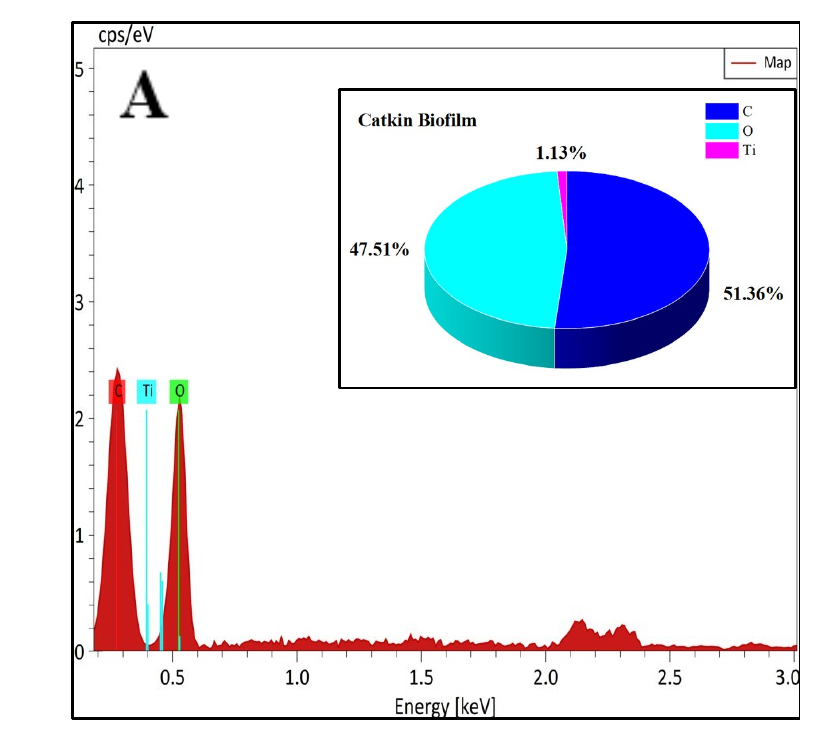 cps/eV
A
Map
Catkin Biofilm
C
O
Ti
1.13%
47.51%
51.36%
5
4
3
2
1
0
C Ti O
0.5 1.0 1.5 2.0 2.5 3.0
Energy [keV]